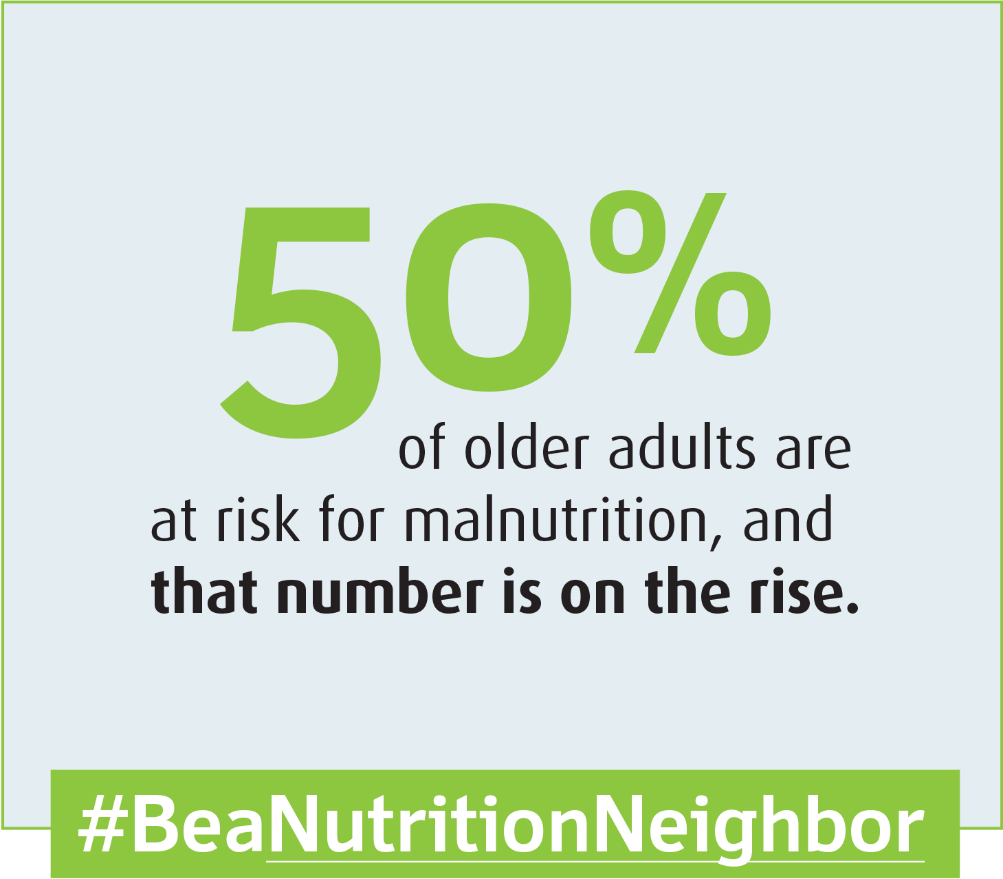 50%
of older adults are
at risk for malnutrition, and
that number is on the rise.
#BeaNutritionNeighbor